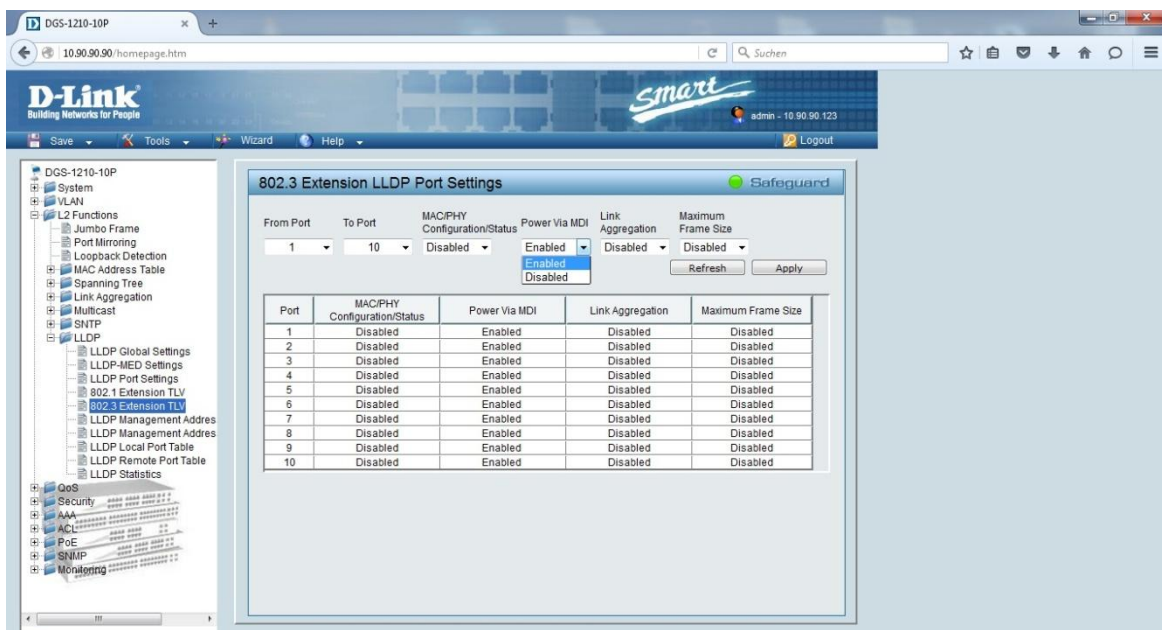 DGS-1210-10P
10.90.90.90/homepage.htm
Suchen
D-Link
Building Networks for People
smart
admin - 10.90.90.123
Save Tools Wizard Help Logout
DGS-1210-10P
System
VLAN
L2 Functions
Jumbo Frame
Port Mirroring
Loopback Detection
MAC Address Table
Spanning Tree
Link Aggregation
Multicast
SNTP
LLDP
LLDP Global Settings
LLDP-MED Settings
LLDP Port Settings
802.1 Extension TLV
802.3 Extension TLV
LLDP Management Addres
LLDP Management Addres
LLDP Local Port Table
LLDP Remote Port Table
LLDP Statistics
QoS
Security
AAA
ACL
PoE
SNMP
Monitoring
802.3 Extension LLDP Port Settings Safeguard
From Port To Port MAC/PHY Configuration/Status Power Via MDI Link Aggregation Maximum Frame Size
1 10 Disabled Enabled Disabled Disabled
Enabled
Disabled
Refresh Apply
Port MAC/PHY Configuration/Status Power Via MDI Link Aggregation Maximum Frame Size
1 Disabled Enabled Disabled Disabled
2 Disabled Enabled Disabled Disabled
3 Disabled Enabled Disabled Disabled
4 Disabled Enabled Disabled Disabled
5 Disabled Enabled Disabled Disabled
6 Disabled Enabled Disabled Disabled
7 Disabled Enabled Disabled Disabled
8 Disabled Enabled Disabled Disabled
9 Disabled Enabled Disabled Disabled
10 Disabled Enabled Disabled Disabled